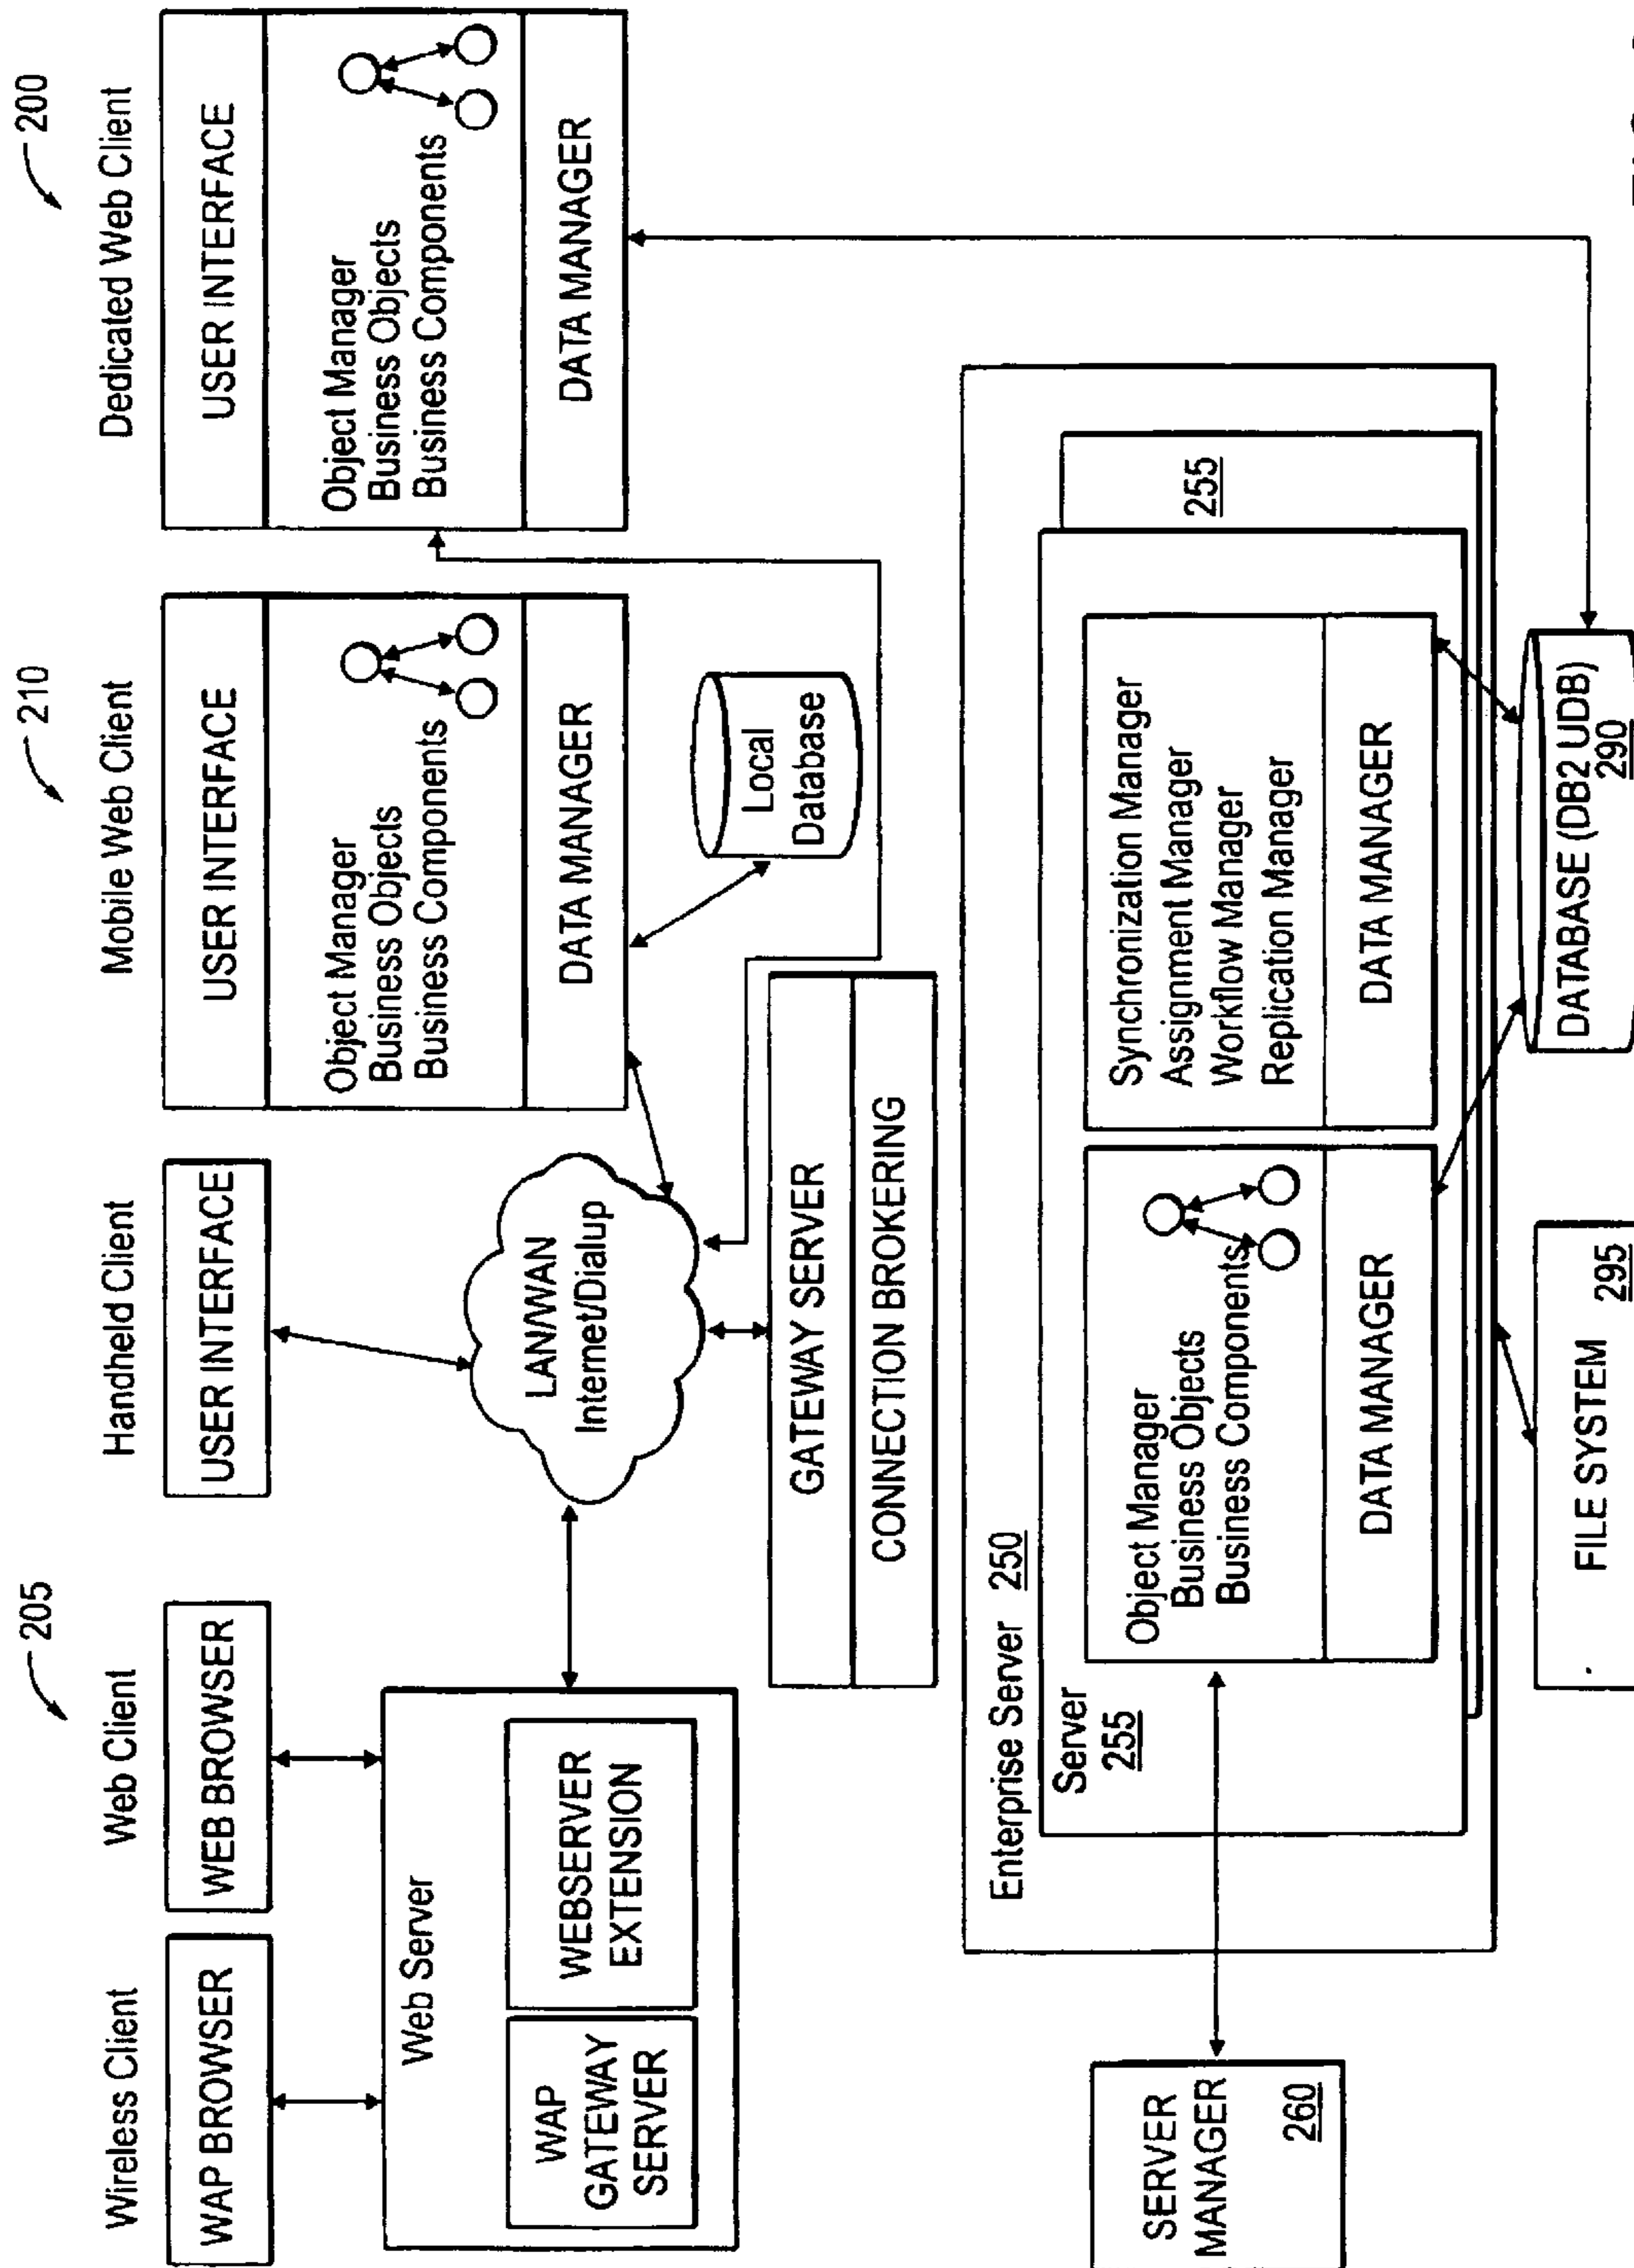 200
Dedicated Web Client
USER INTERFACE
Object Manager
Business Objects
Business Components
DATA MANAGER
210
Mobile Web Client
USER INTERFACE
Object Manager
Business Objects
Business Components
DATA MANAGER
Local
Database
Handheld Client
USER INTERFACE
LAN/WAN
Internet/Dialup
205
Web Client
WEB BROWSER
Wireless Client
WAP BROWSER
Web Server
WAP
GATEWAY
SERVER
WEBSERVER
EXTENSION
GATEWAY SERVER
CONNECTION BROKERING
Enterprise Server 250
Server
255
255
Object Manager
Business Objects
Business Components
DATA MANAGER
Synchronization Manager
Assignment Manager
Workflow Manager
Replication Manager
DATA MANAGER
SERVER
MANAGER
260
FILE SYSTEM
295
DATABASE (DB2 UDB)
290